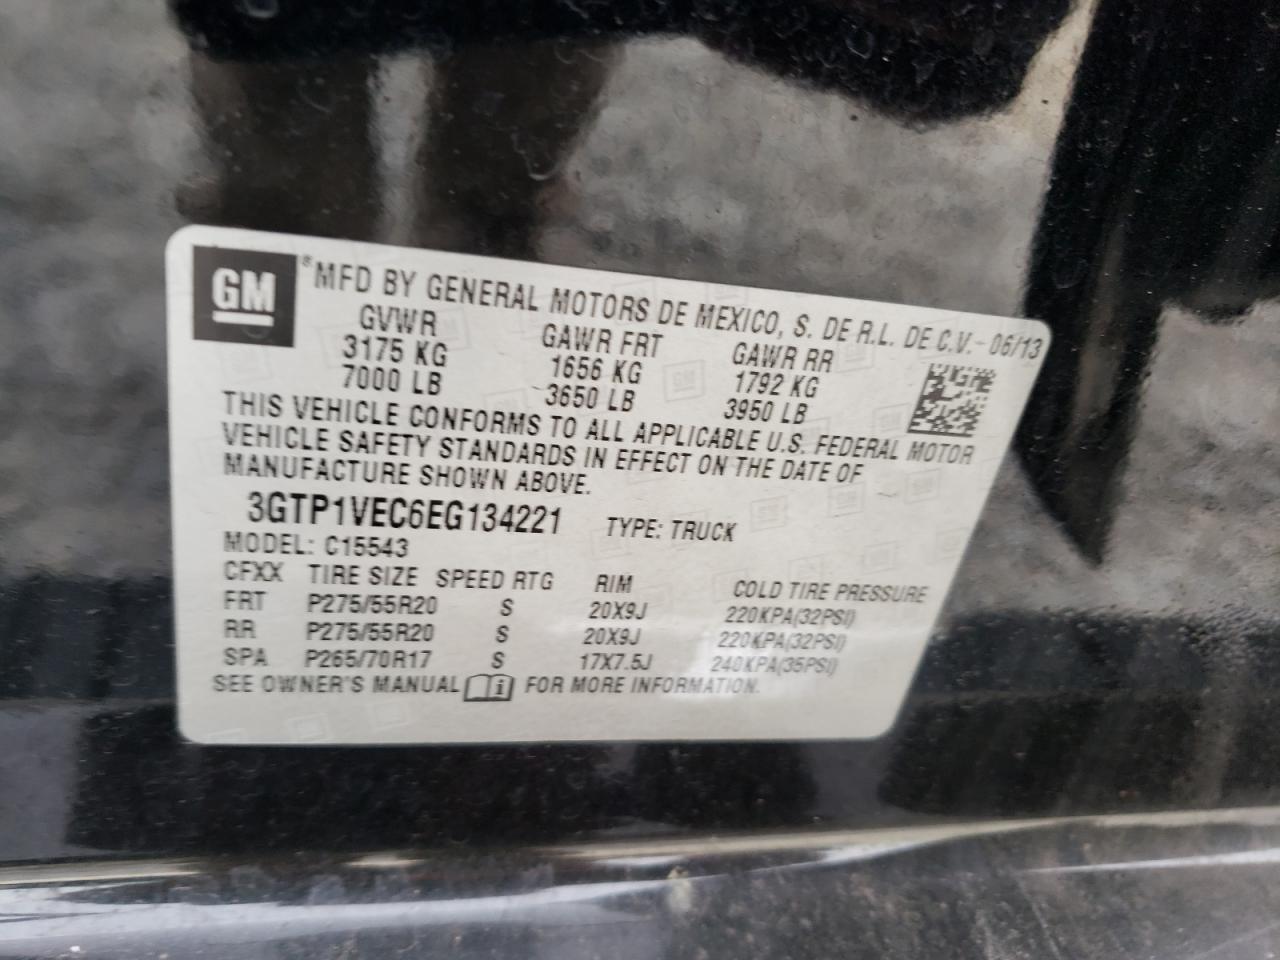 GM ® MFD BY GENERAL MOTORS DE MEXICO, S. DE R.L. DE C.V.- 06/13
GVWR GAWR FRT GAWR RR
3175 KG 1656 KG 1792 KG
7000 LB 3650 LB 3950 LB
THIS VEHICLE CONFORMS TO ALL APPLICABLE U.S. FEDERAL MOTOR
VEHICLE SAFETY STANDARDS IN EFFECT ON THE DATE OF
MANUFACTURE SHOWN ABOVE.
3GTP1VEC6EG134221 TYPE: TRUCK
MODEL: C15543
CFXX TIRE SIZE SPEED RTG RIM COLD TIRE PRESSURE
FRT P275/55R20 S 20X9J 220KPA(32PSI)
RR P275/55R20 S 20X9J 220KPA(32PSI)
SPA P265/70R17 S 17X7.5J 240KPA(35PSI)
SEE OWNER'S MANUAL i FOR MORE INFORMATION.